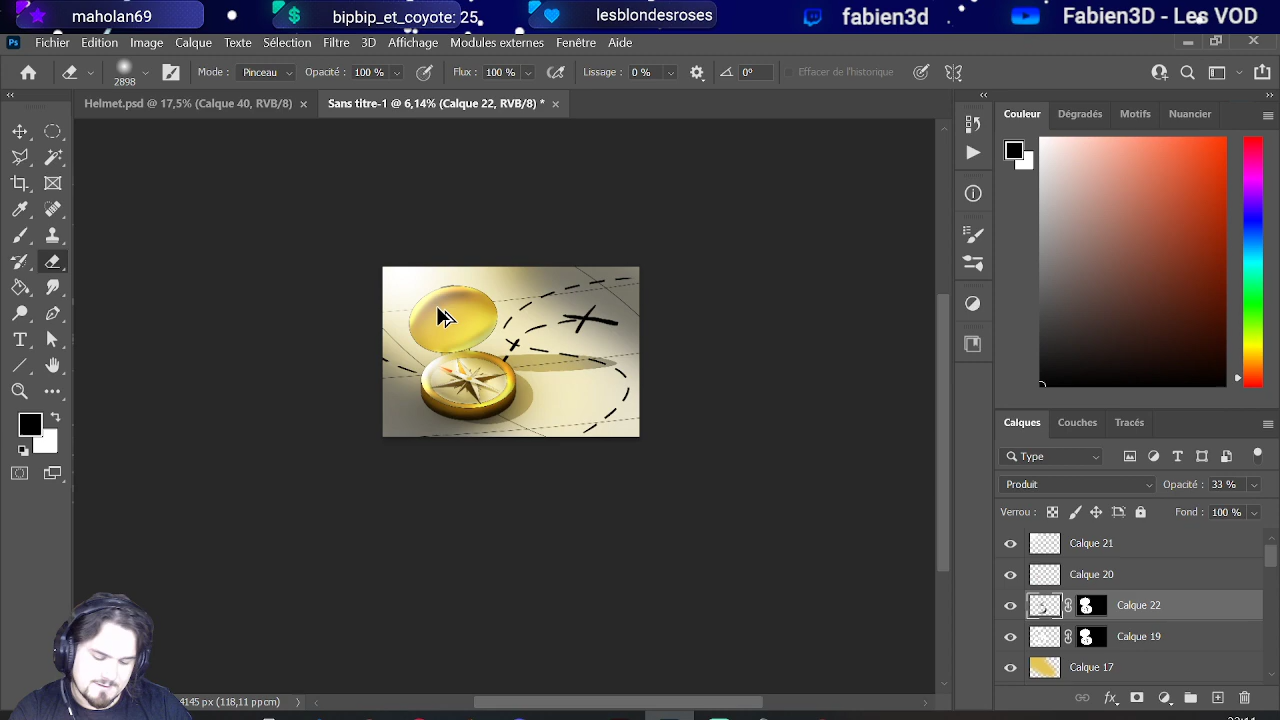 maholan69
bipbip_et_coyote: 25
lesblondesroses
fabien3d
Fabien3D - Les VOD
Ps Fichier Edition Image Calque Texte Sélection Filtre 3D Affichage Modules externes Fenêtre Aide
2898 Mode : Pinceau Opacité : 100 % Flux : 100 % Lissage : 0 % 0° Effacer de l'historique
Helmet.psd @ 17,5% (Calque 40, RVB/8) × Sans titre-1 @ 6,14% (Calque 22, RVB/8) * ×
Couleur Dégradés Motifs Nuancier
Calques Couches Tracés
Type
Produit Opacité : 33 %
Verrou : Fond : 100 %
Calque 21
Calque 20
Calque 22
Calque 19
Calque 17
4145 px (118,11 ppcm)